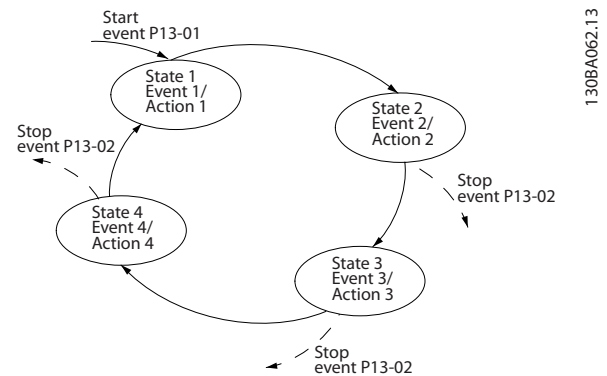 Start
event P13-01
State 1
Event 1/
Action 1
State 2
Event 2/
Action 2
Stop
event P13-02
Stop
event P13-02
State 4
Event 4/
Action 4
State 3
Event 3/
Action 3
Stop
event P13-02
130BA062.13